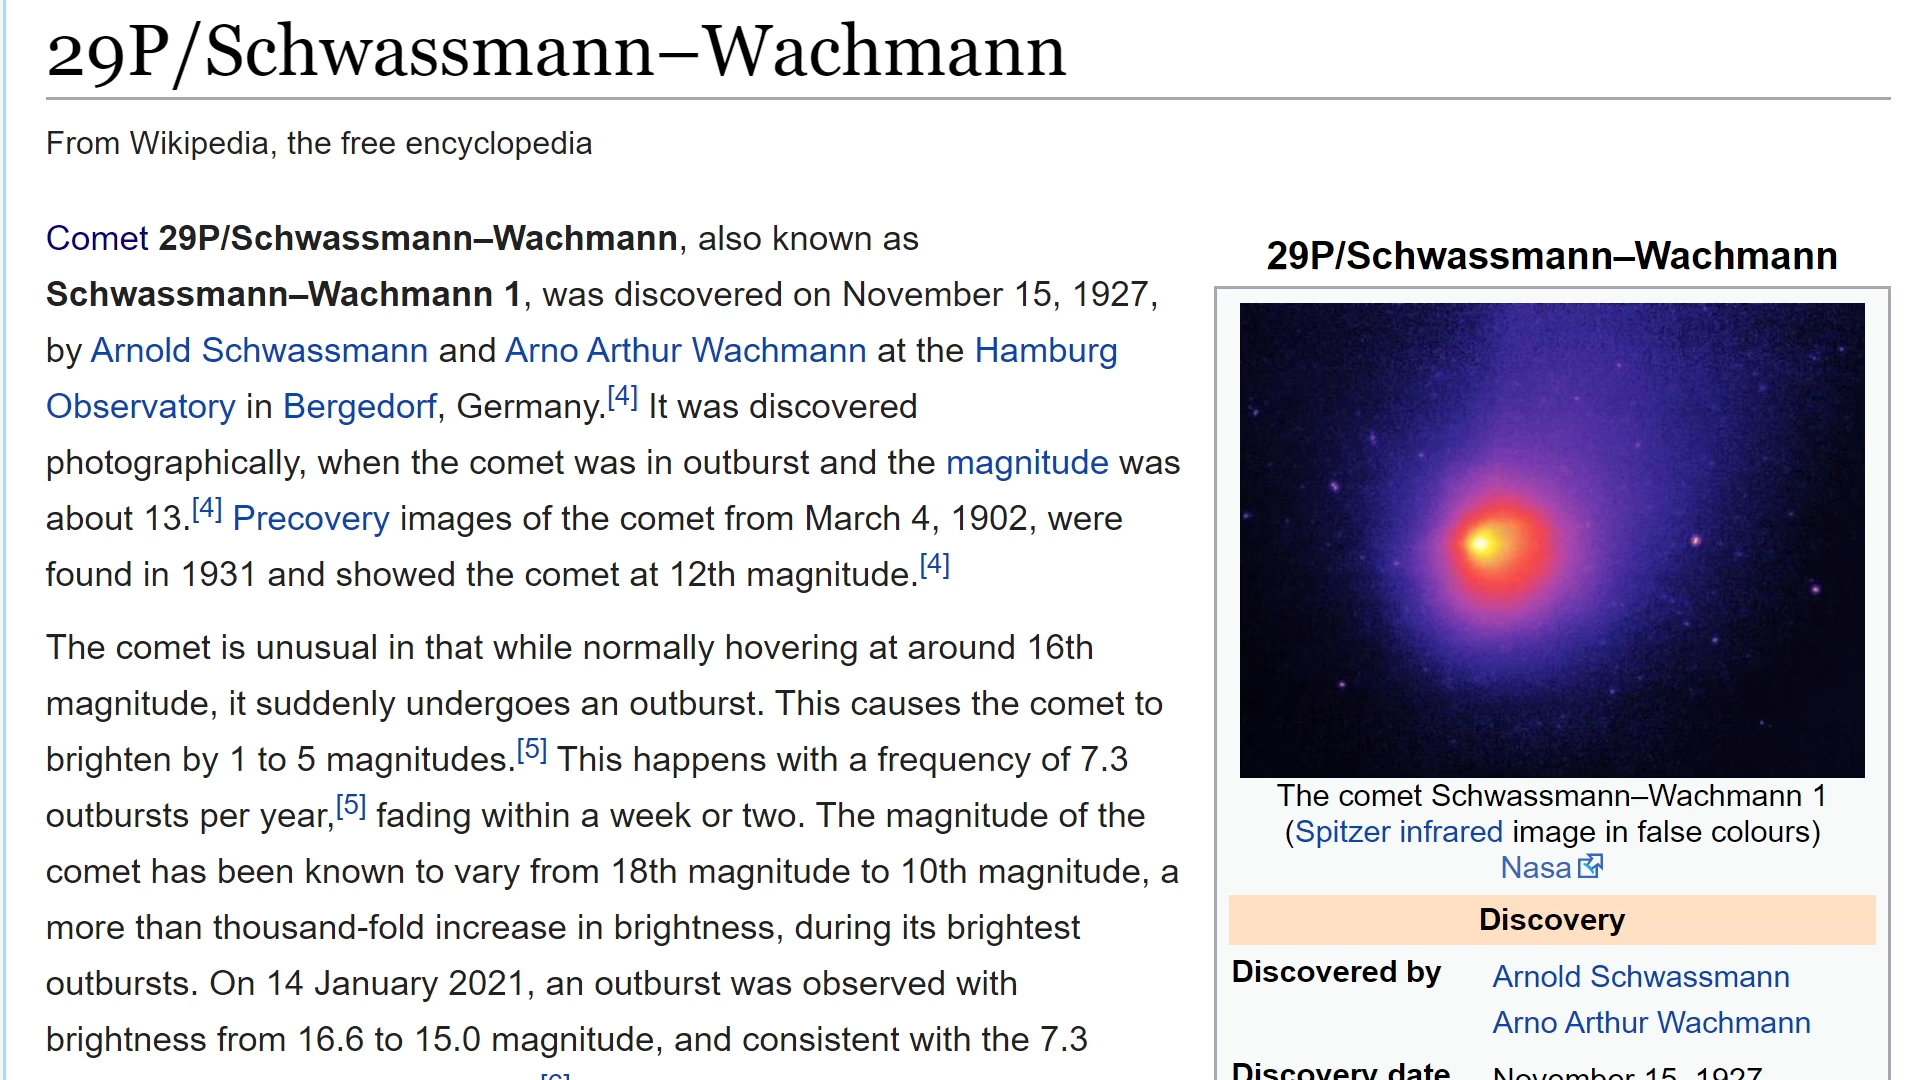 29P/Schwassmann–Wachmann
From Wikipedia, the free encyclopedia
Comet 29P/Schwassmann–Wachmann, also known as
Schwassmann–Wachmann 1, was discovered on November 15, 1927,
by Arnold Schwassmann and Arno Arthur Wachmann at the Hamburg
Observatory in Bergedorf, Germany.[4] It was discovered
photographically, when the comet was in outburst and the magnitude was
about 13.[4] Precovery images of the comet from March 4, 1902, were
found in 1931 and showed the comet at 12th magnitude.[4]
The comet is unusual in that while normally hovering at around 16th
magnitude, it suddenly undergoes an outburst. This causes the comet to
brighten by 1 to 5 magnitudes.[5] This happens with a frequency of 7.3
outbursts per year,[5] fading within a week or two. The magnitude of the
comet has been known to vary from 18th magnitude to 10th magnitude, a
more than thousand-fold increase in brightness, during its brightest
outbursts. On 14 January 2021, an outburst was observed with
brightness from 16.6 to 15.0 magnitude, and consistent with the 7.3
29P/Schwassmann–Wachmann
The comet Schwassmann–Wachmann 1
(Spitzer infrared image in false colours)
Nasa
Discovery
Discovered by Arnold Schwassmann
Arno Arthur Wachmann
Discovery date November 15, 1927